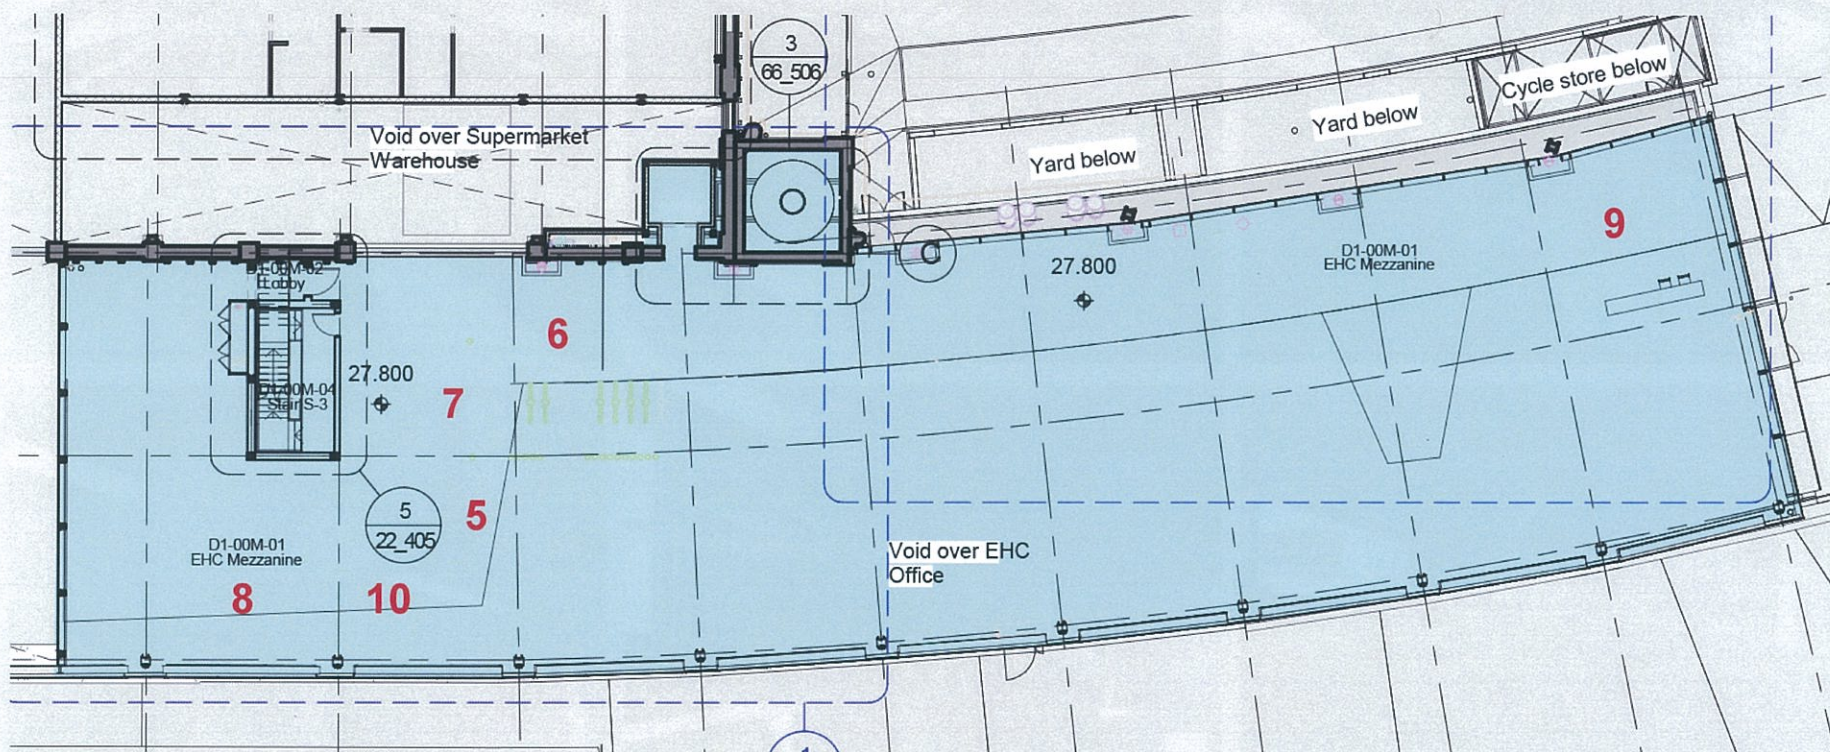 3
66_506
Cycle store below
Void over Supermarket
Warehouse
Yard below
Yard below
9
D1-00M-01
EHC Mezzanine
27.800
D1-00M-02
Lobby
6
27.800
7
D1-00M-04
Stair S-3
5
5
22_405
D1-00M-01
EHC Mezzanine
Void over EHC
Office
8
10
1